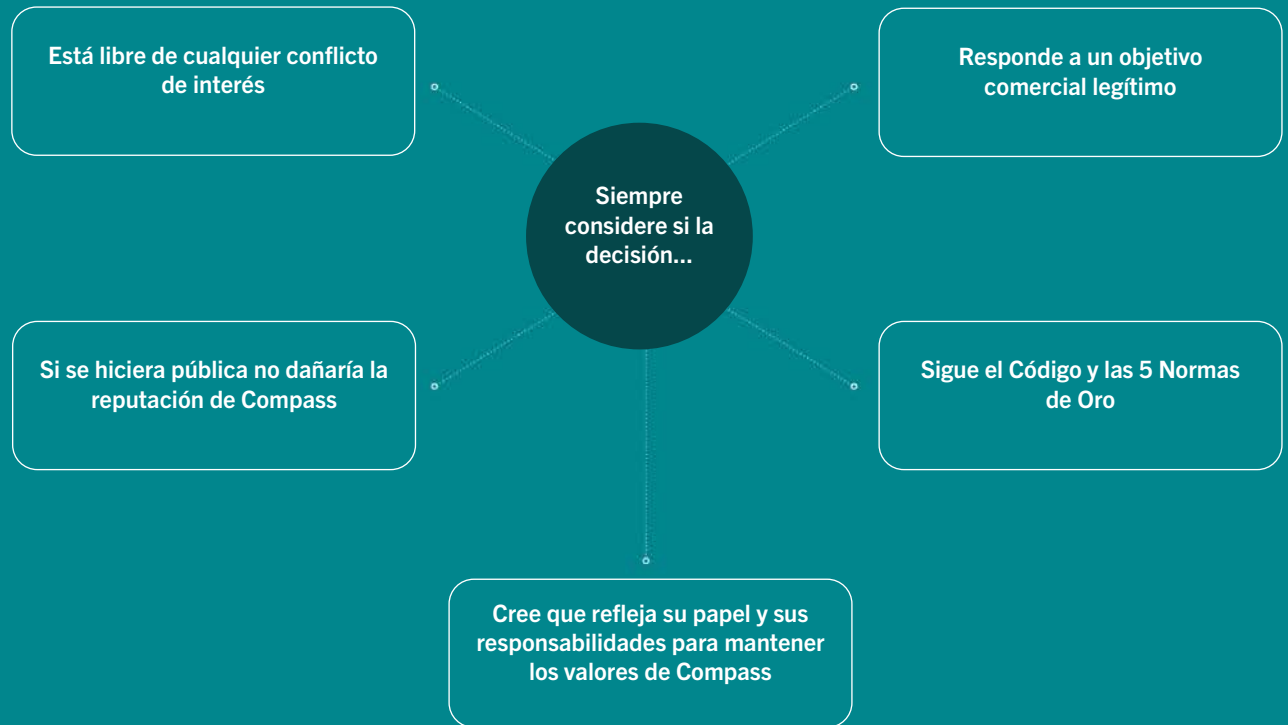 Está libre de cualquier conflicto
de interés
Responde a un objetivo
comercial legítimo
Siempre
considere si la
decisión...
Si se hiciera pública no dañaría la
reputación de Compass
Sigue el Código y las 5 Normas
de Oro
Cree que refleja su papel y sus
responsabilidades para mantener
los valores de Compass